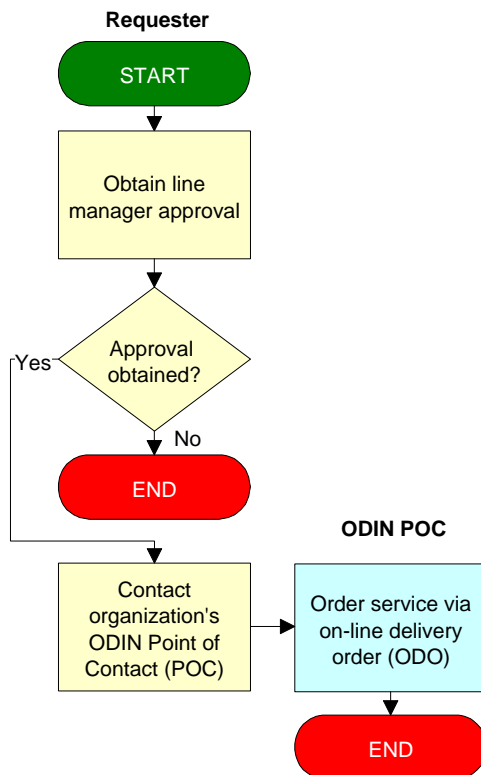 Requester
START
Obtain line
manager approval
Approval
obtained?
Yes
No
END
ODIN POC
Contact
organization's
ODIN Point of
Contact (POC)
Order service via
on-line delivery
order (ODO)
END